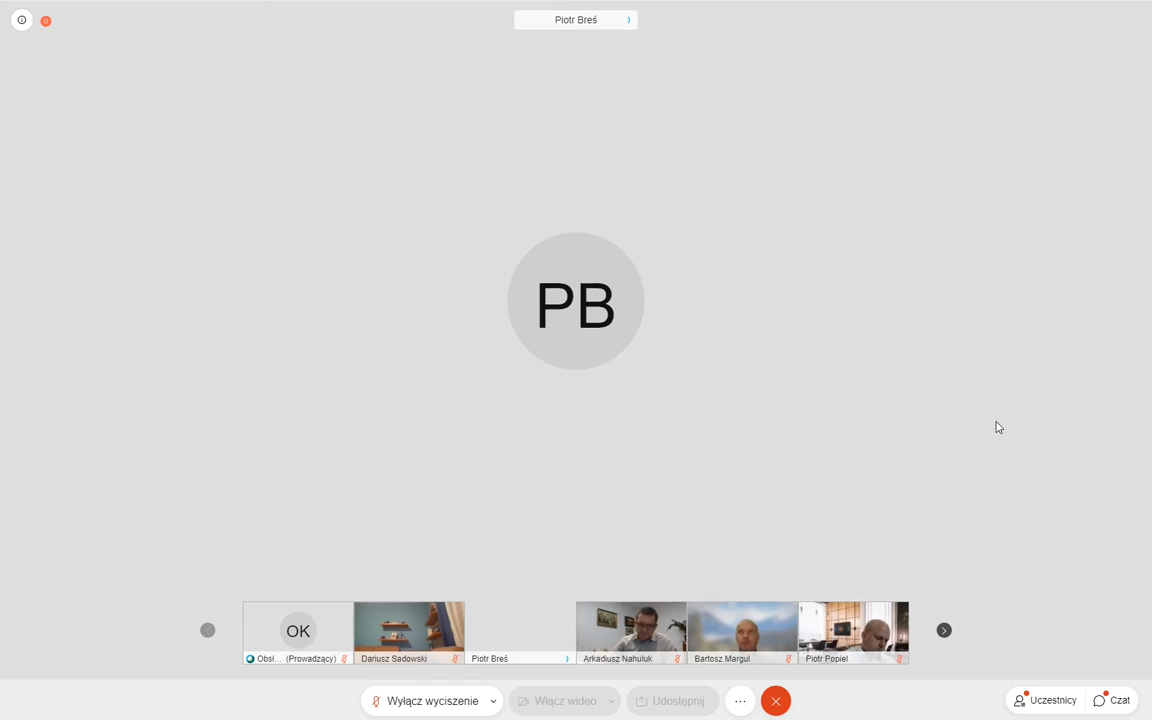 Piotr Breś
PB
OK
Obsł... (Prowadzący)
Dariusz Sadowski
Piotr Breś
Arkadiusz Nahuluk
Bartosz Margul
Piotr Popiel
Wyłącz wyciszenie
Włącz wideo
Udostępnij
...
Uczestnicy
Czat